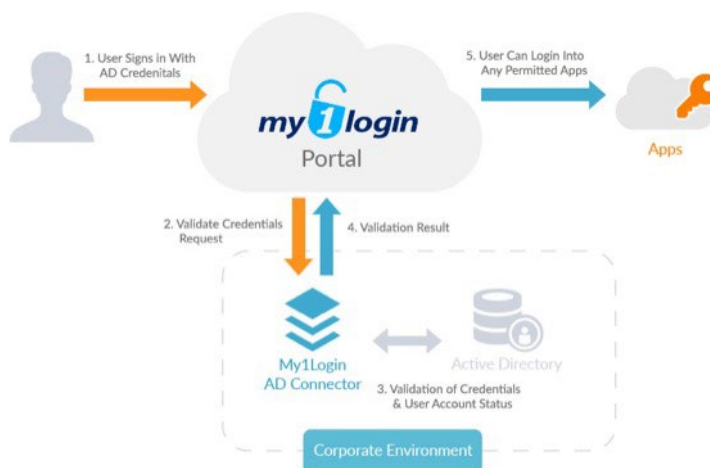 1. User Signs in With
AD Credenitals
5. User Can Login Into
Any Permitted Apps
my1login
Portal
Apps
2. Validate Credentials
Request
4. Validation Result
My1Login
AD Connector
Active Directory
3. Validation of Credentials
& User Account Status
Corporate Environment